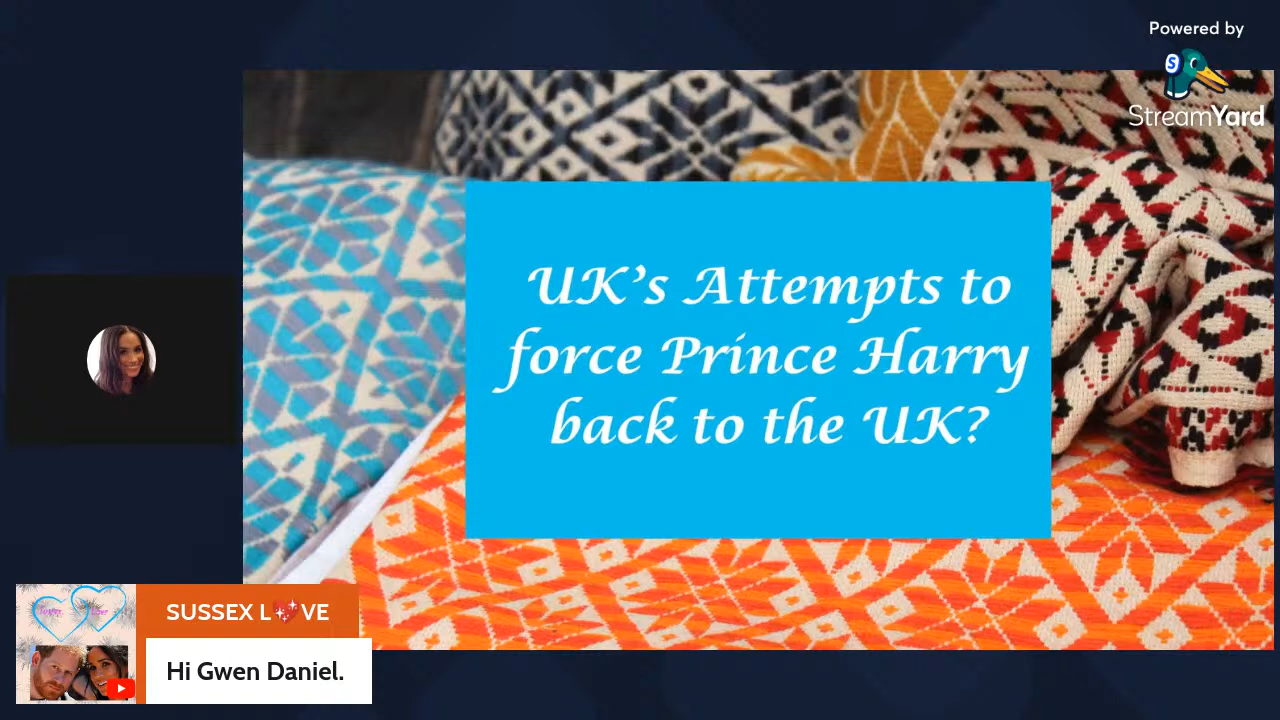 Powered by
StreamYard
UK's Attempts to
force Prince Harry
back to the UK?
SUSSEX L💖VE
Hi Gwen Daniel.